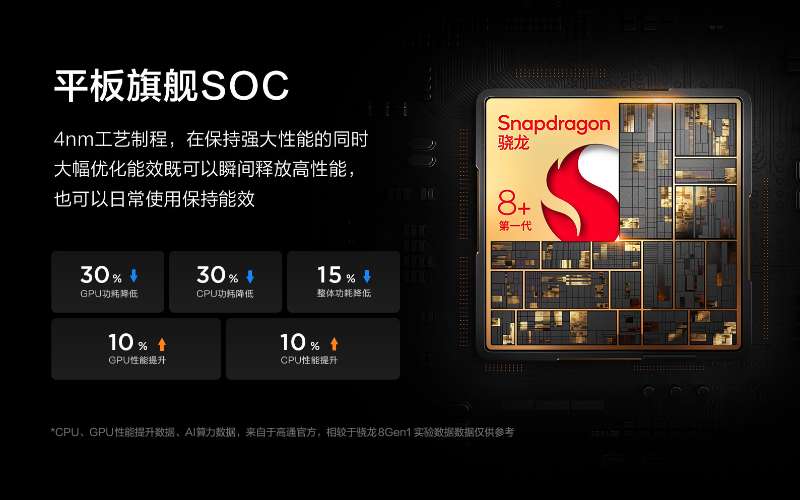 平板旗舰SOC
4nm工艺制程，在保持强大性能的同时
大幅优化能效既可以瞬间释放高性能，
也可以日常使用保持能效
30%
GPU功耗降低
30%
CPU功耗降低
15%
整体功耗降低
10%
GPU性能提升
10%
CPU性能提升
Snapdragon
骁龙
8+
第一代
*CPU、GPU性能提升数据、AI算力数据，来自于高通官方，相较于骁龙8Gen1 实验数据数据仅供参考